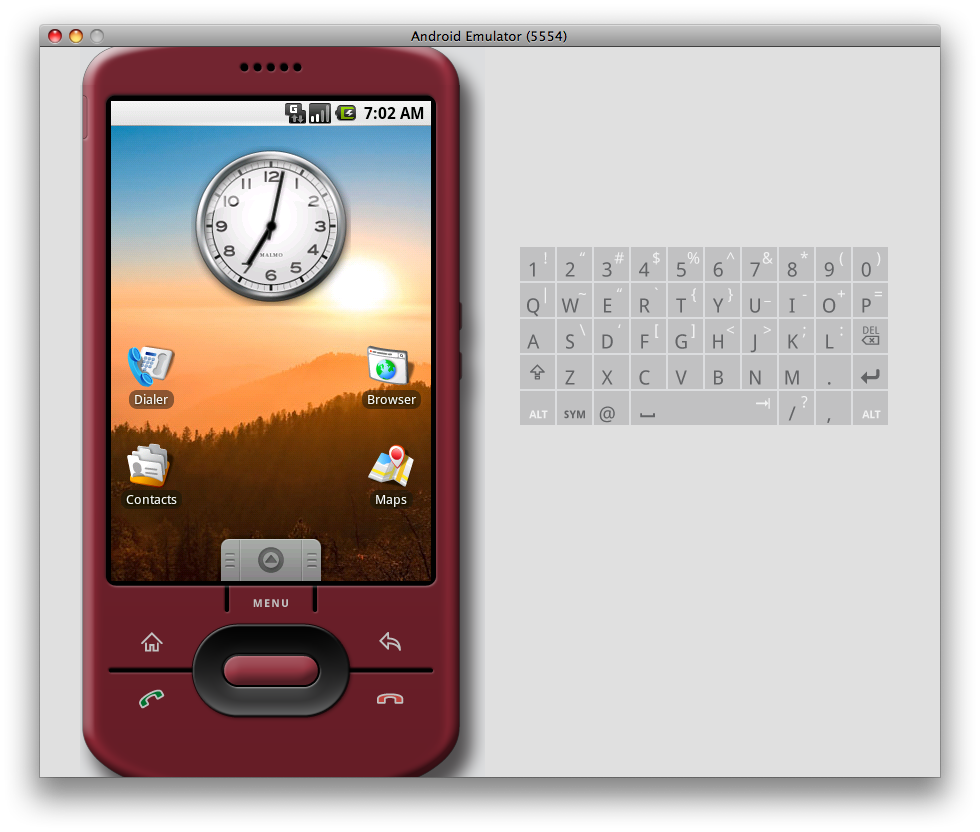 Android Emulator (5554)
7:02 AM
12
11 1
10 2
9 3
8 4
7 5
6
MALMO
Dialer
Browser
Contacts
Maps
MENU
1 ! 2 “ 3 # 4 $ 5 % 6 ^ 7 & 8 * 9 ( 0 )
Q | W ~ E “ R ` T { Y } U _ I - O + P =
A S \ D ‘ F [ G ] H < J > K ; L : DEL
Z X C V B N M .
ALT SYM @ / ? , ALT